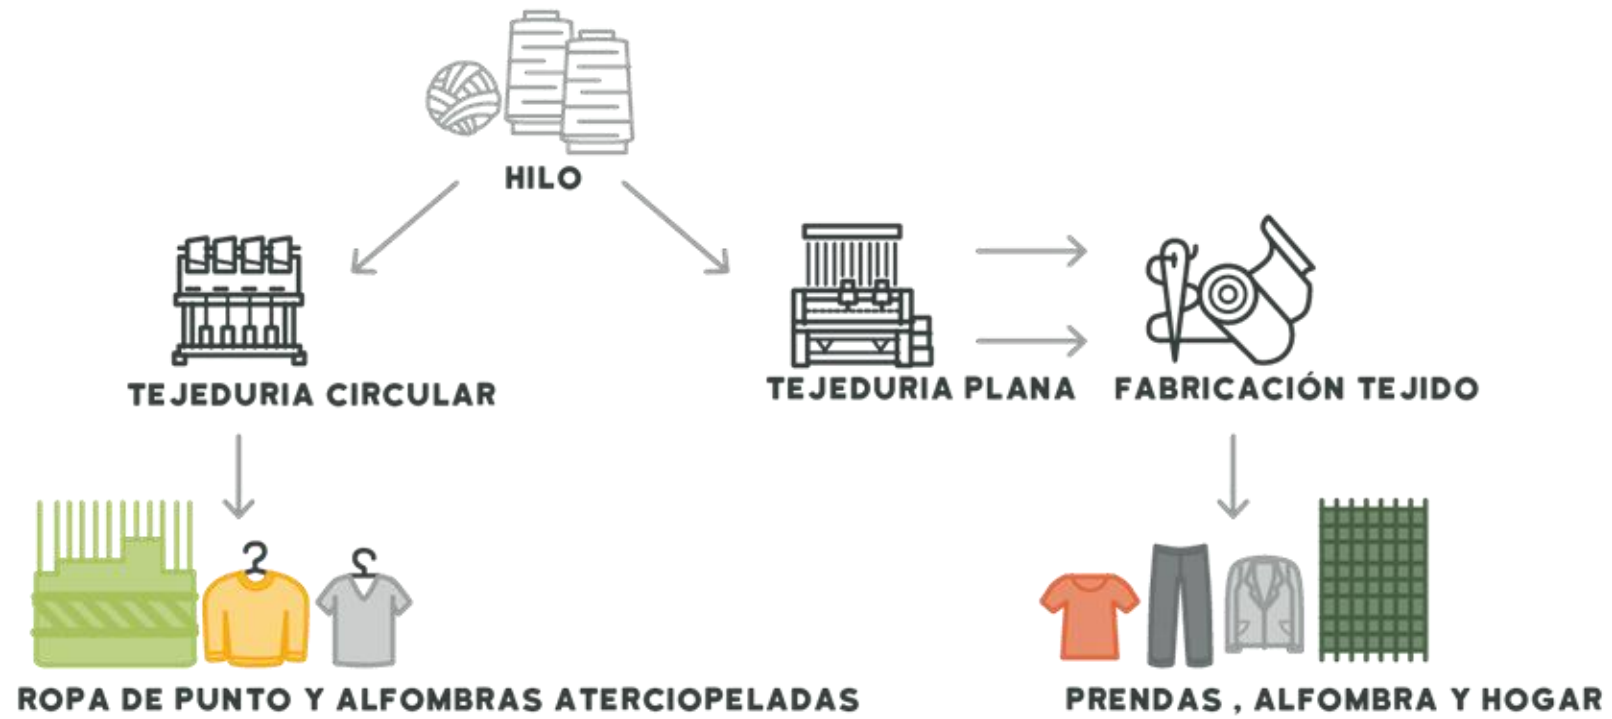 HILO
TEJEDURIA CIRCULAR
TEJEDURIA PLANA
FABRICACIÓN TEJIDO
ROPA DE PUNTO Y ALFOMBRAS ATERCIOPELADAS
PRENDAS , ALFOMBRA Y HOGAR